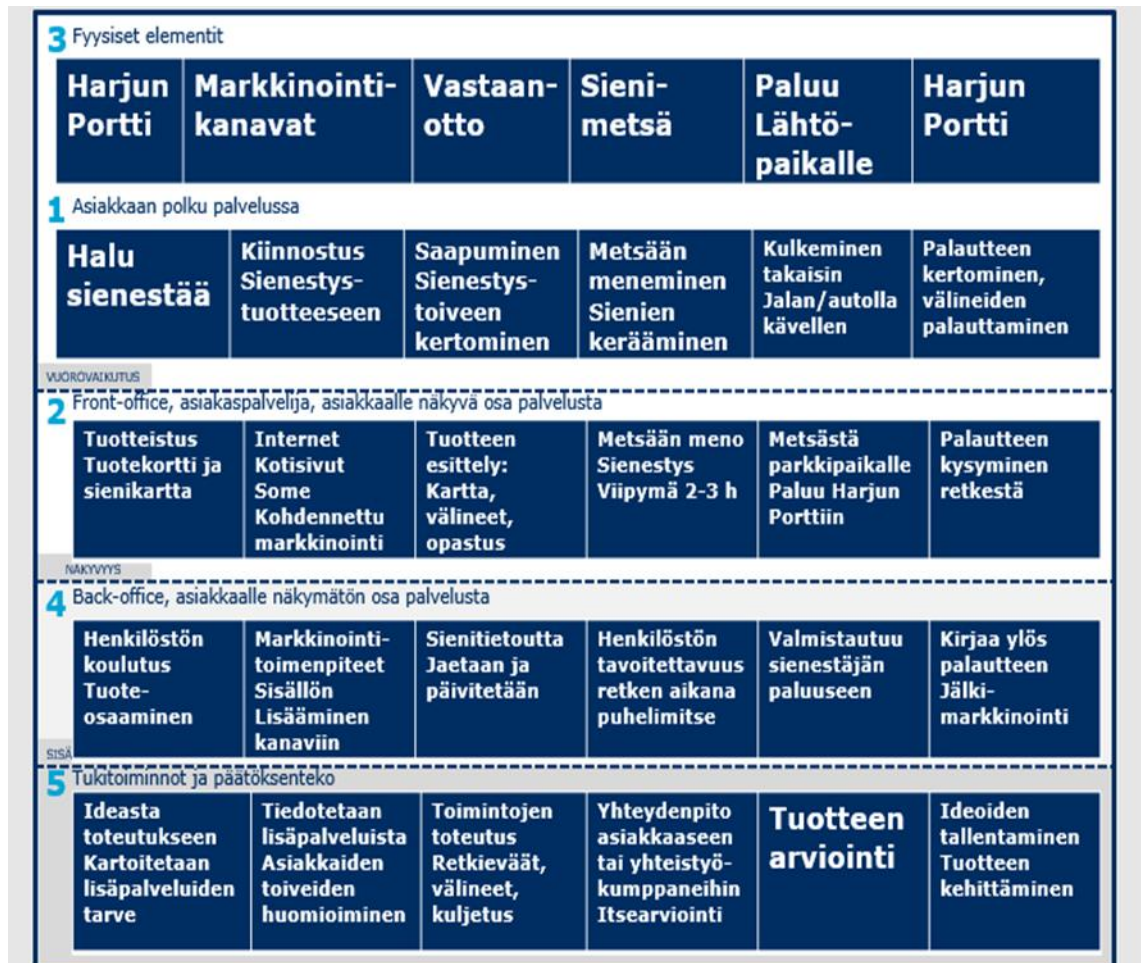 3 Fyysiset elementit
Harjun
Portti
Markkinointi-
kanavat
Vastaan-
otto
Sieni-
metsä
Paluu
Lähtö-
paikalle
Harjun
Portti
1 Asiakkaan polku palvelussa
Halu
sienestää
Kiinnostus
Sienestys-
tuotteeseen
Saapuminen
Sienestys-
toiveen
kertominen
Metsään
meneminen
Sienien
kerääminen
Kulkeminen
takaisin
Jalan/autolla
kävellen
Palautteen
kertominen,
välineiden
palauttaminen
VUOROVAIKUTUS
2 Front-office, asiakaspalvelija, asiakkaalle näkyvä osa palvelusta
Tuotteistus
Tuotekortti ja
sienikartta
Internet
Kotisivut
Some
Kohdennettu
markkinointi
Tuotteen
esittely:
Kartta,
välineet,
opastus
Metsään meno
Sienestys
Viipymä 2-3 h
Metsästä
parkkipaikalle
Paluu Harjun
Porttiin
Palautteen
kysyminen
retkestä
NÄKYVYYS
4 Back-office, asiakkaalle näkymätön osa palvelusta
Henkilöstön
koulutus
Tuote-
osaaminen
Markkinointi-
toimenpiteet
Sisällön
Lisääminen
kanaviin
Sienitietoutta
Jaetaan ja
päivitetään
Henkilöstön
tavoitettavuus
retken aikana
puhelimitse
Valmistautuu
sienestäjän
paluuseen
Kirjaa ylös
palautteen
Jälki-
markkinointi
SISÄ
5 Tukitoiminnot ja päätöksenteko
Ideasta
toteutukseen
Kartoitetaan
lisäpalveluiden
tarve
Tiedotetaan
lisäpalveluista
Asiakkaiden
toiveiden
huomioiminen
Toimintojen
toteutus
Retkieväät,
välineet,
kuljetus
Yhteydenpito
asiakkaaseen
tai yhteistyö-
kumppaneihin
Itsearviointi
Tuotteen
arviointi
Ideoiden
tallentaminen
Tuotteen
kehittäminen